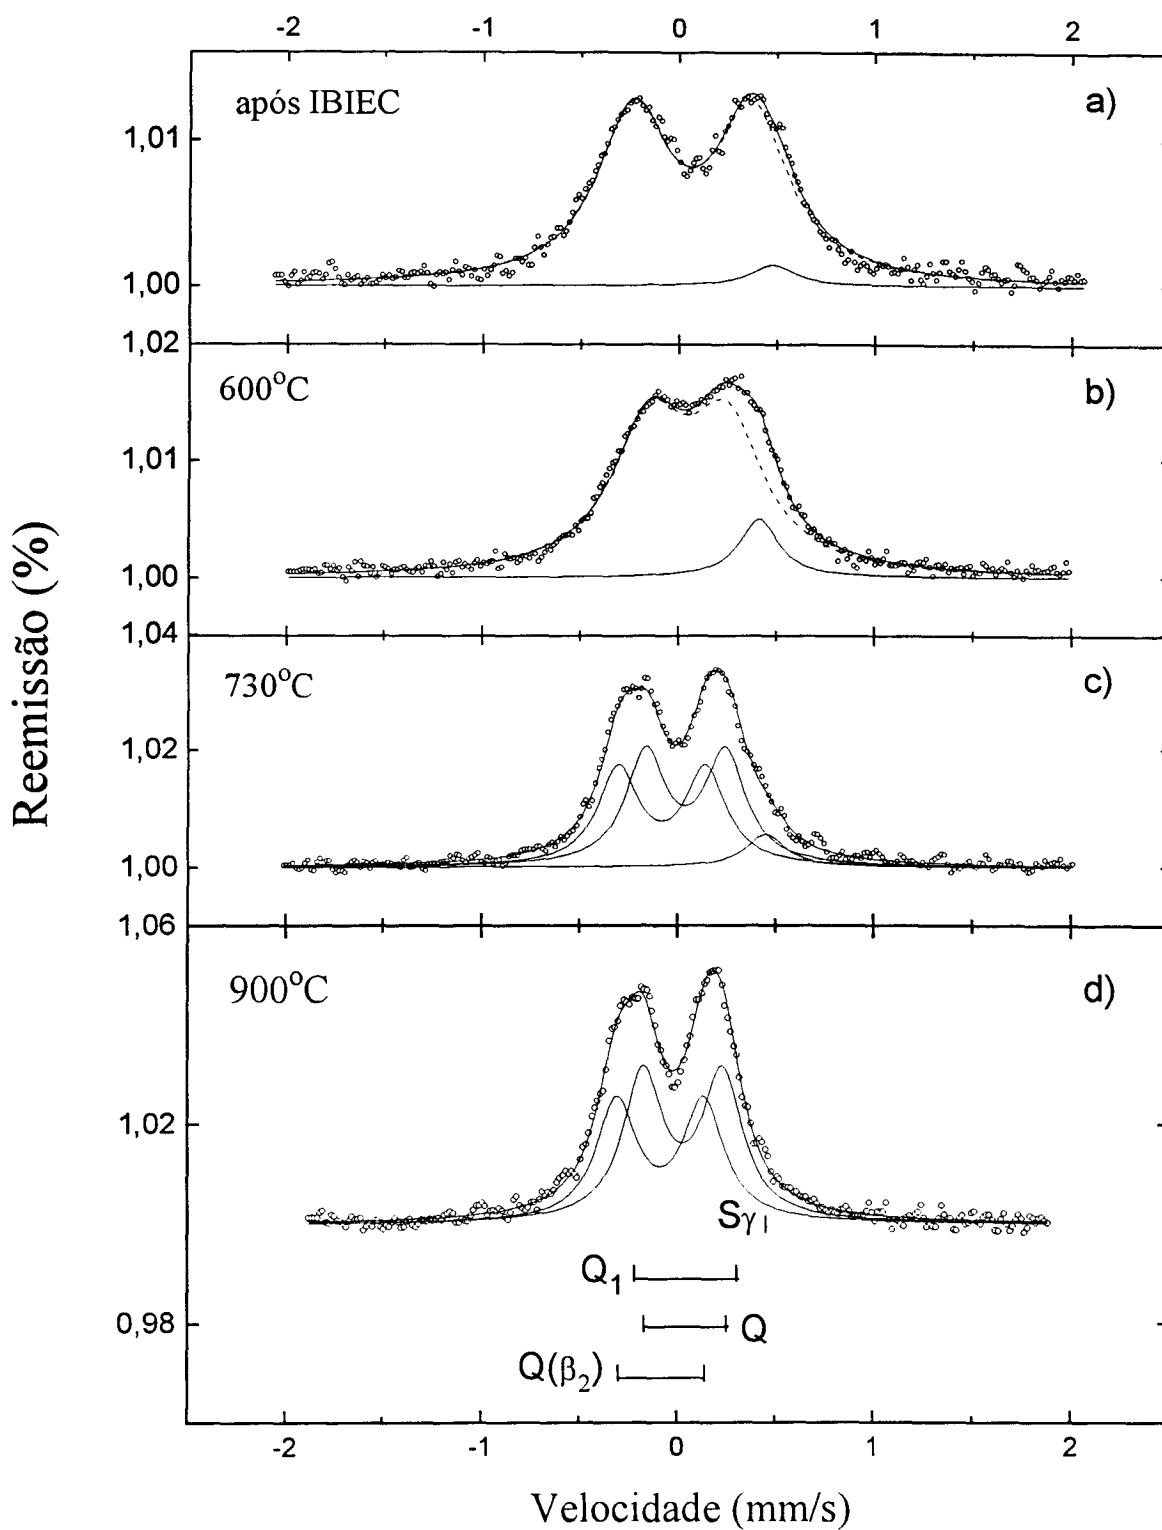 -2 -1 0 1 2
após IBIEC a)
1,01
1,00
1,02
600°C b)
1,01
1,00
1,04
730°C c)
1,02
1,00
1,06
900°C d)
1,02
Sγ
Q₁
0,98
Q
Q(β₂)
-2 -1 0 1 2
Velocidade (mm/s)
Reemissão (%)